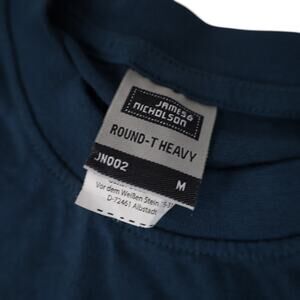 JAMES &
NICHOLSON
ROUND-T HEAVY
JN002
M
Vor dem Weißen Stein
D-72461 Albstadt